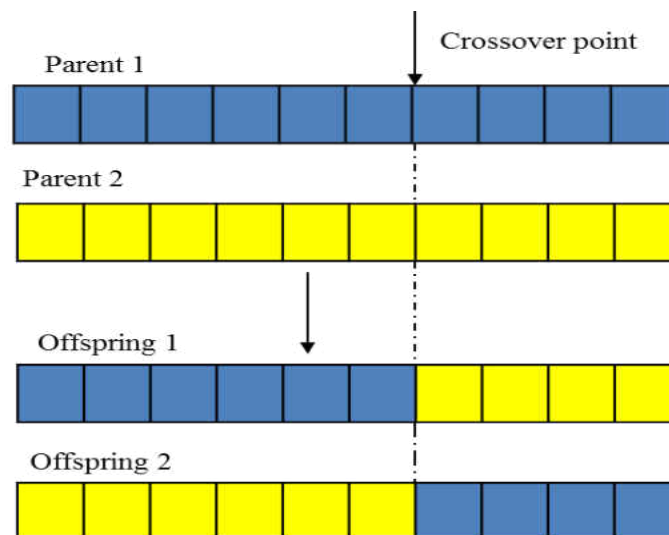 Crossover point
Parent 1
Parent 2
Offspring 1
Offspring 2